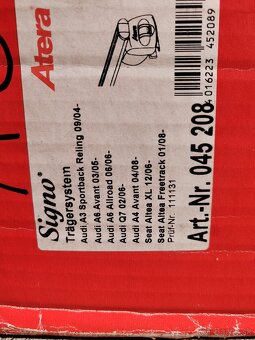 Atera
4016223 452089
Signo®
Trägersystem
Audi A3 Sportback Reling 09/04-
Audi A6 Avant 03/05-
Audi A6 Allroad 06/06-
Audi Q7 02/06-
Audi A4 Avant 04/08-
Seat Altea XL 12/06-
Seat Altea Freetrack 01/08-
Prüf-Nr.: 111131
Art.-Nr. 045 208